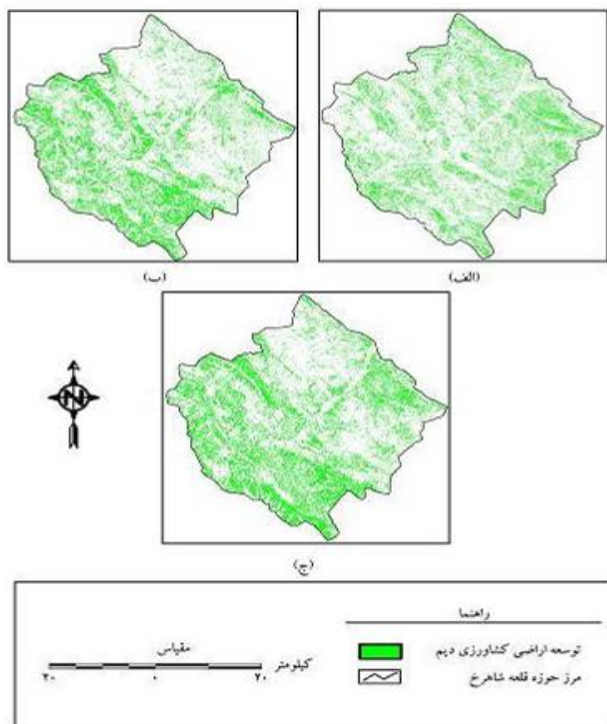 (الف)
(ب)
(ج)
راهنما
توسعه اراضی کشاورزی دیم
مرز حوزه قلعه شاهرخ
مقیاس
کیلومتر
۲۰ ۰ ۲۰
N